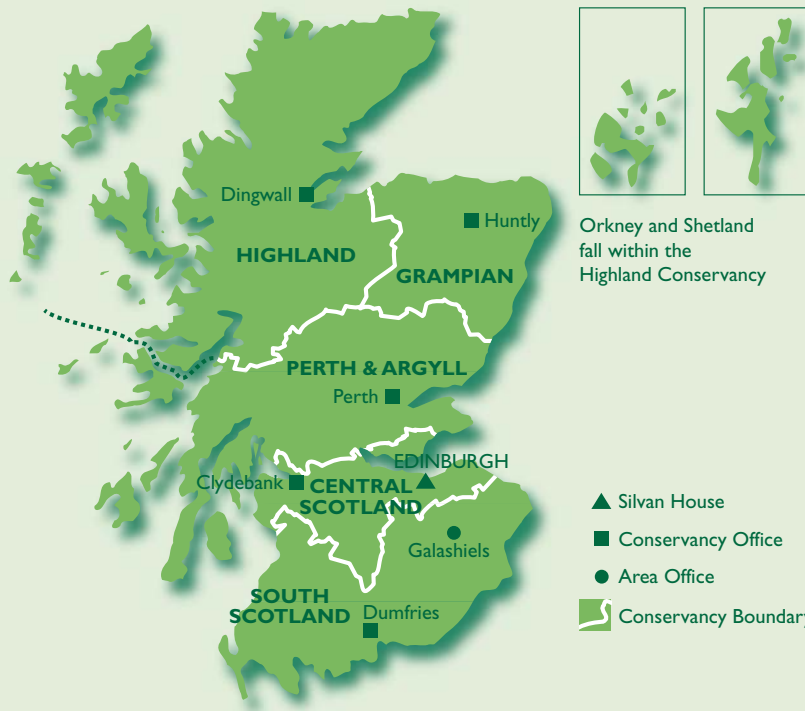 Dingwall
Huntly
HIGHLAND
GRAMPIAN
Orkney and Shetland
fall within the
Highland Conservancy
PERTH & ARGYLL
Perth
EDINBURGH
Clydebank
CENTRAL
SCOTLAND
Galashiels
SOUTH
SCOTLAND
Dumfries
Silvan House
Conservancy Office
Area Office
Conservancy Boundary